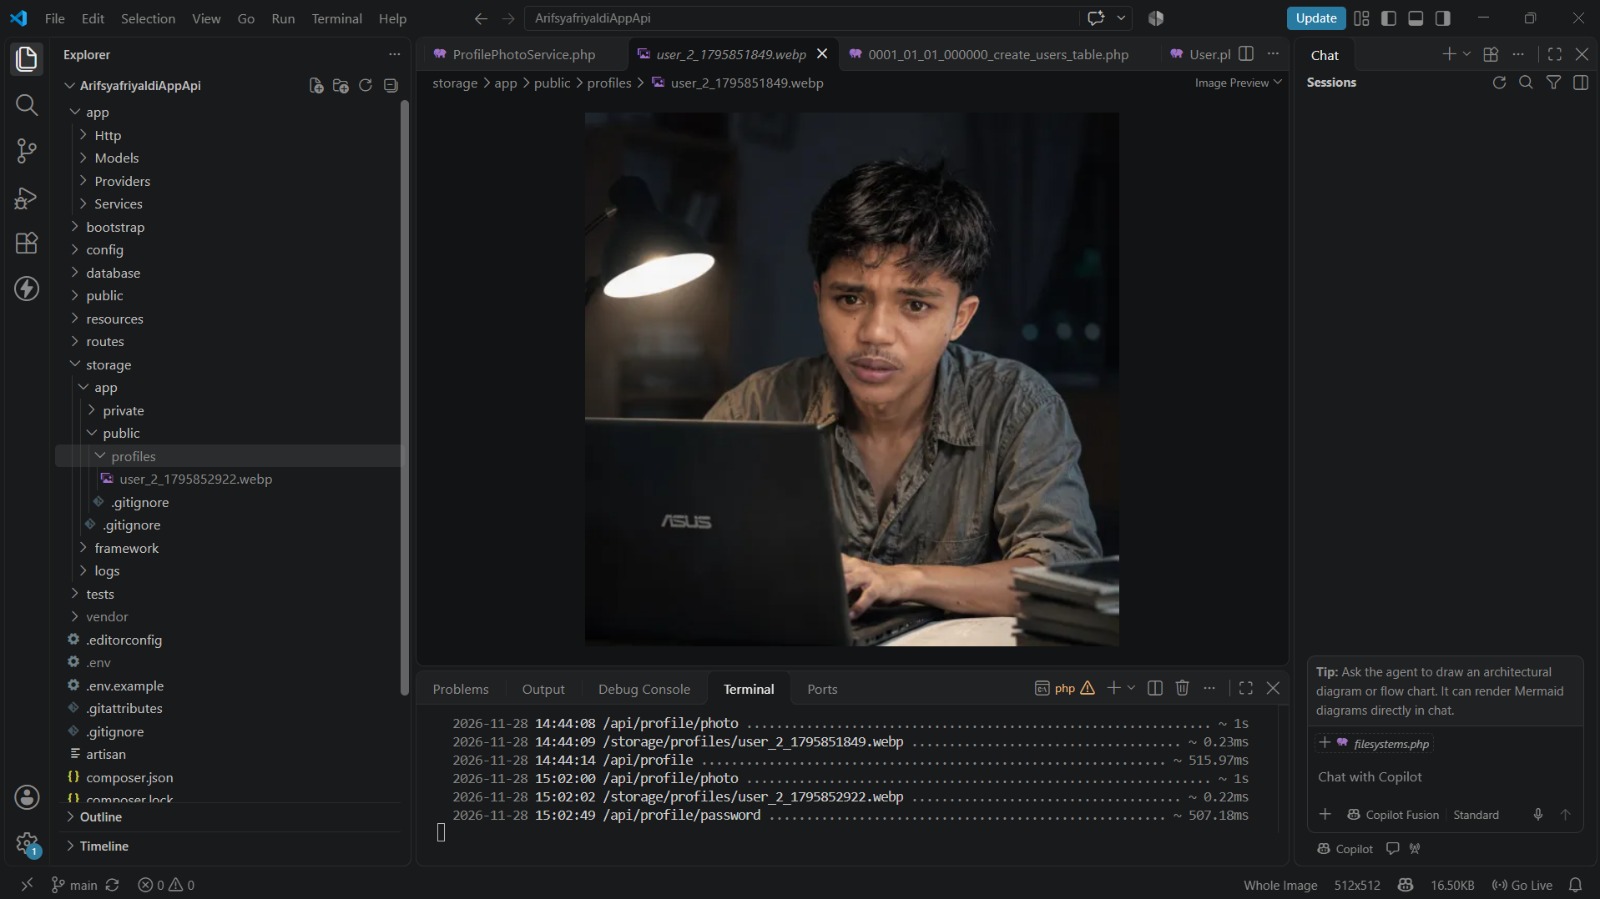 File Edit Selection View Go Run Terminal Help
ArifsyafriyaldiAppApi
Update
Explorer
ArifsyafriyaldiAppApi
app
Http
Models
Providers
Services
bootstrap
config
database
public
resources
routes
storage
app
private
public
profiles
user_2_1795852922.webp
.gitignore
.gitignore
framework
logs
tests
vendor
.editorconfig
.env
.env.example
.gitattributes
.gitignore
artisan
composer.json
composer.lock
Outline
Timeline
ProfilePhotoService.php user_2_1795851849.webp 0001_01_01_000000_create_users_table.php User.pl
storage > app > public > profiles > user_2_1795851849.webp Image Preview
ASUS
Problems Output Debug Console Terminal Ports php
2026-11-28 14:44:08 /api/profile/photo ~ 1s
2026-11-28 14:44:09 /storage/profiles/user_2_1795851849.webp ~ 0.23ms
2026-11-28 14:44:14 /api/profile ~ 515.97ms
2026-11-28 15:02:00 /api/profile/photo ~ 1s
2026-11-28 15:02:02 /storage/profiles/user_2_1795852922.webp ~ 0.22ms
2026-11-28 15:02:49 /api/profile/password ~ 507.18ms
Chat
Sessions
Tip: Ask the agent to draw an architectural
diagram or flow chart. It can render Mermaid
diagrams directly in chat.
filesystems.php
Chat with Copilot
Copilot Fusion Standard
Copilot
1
main 0 0
Whole Image 512x512 16.50KB Go Live